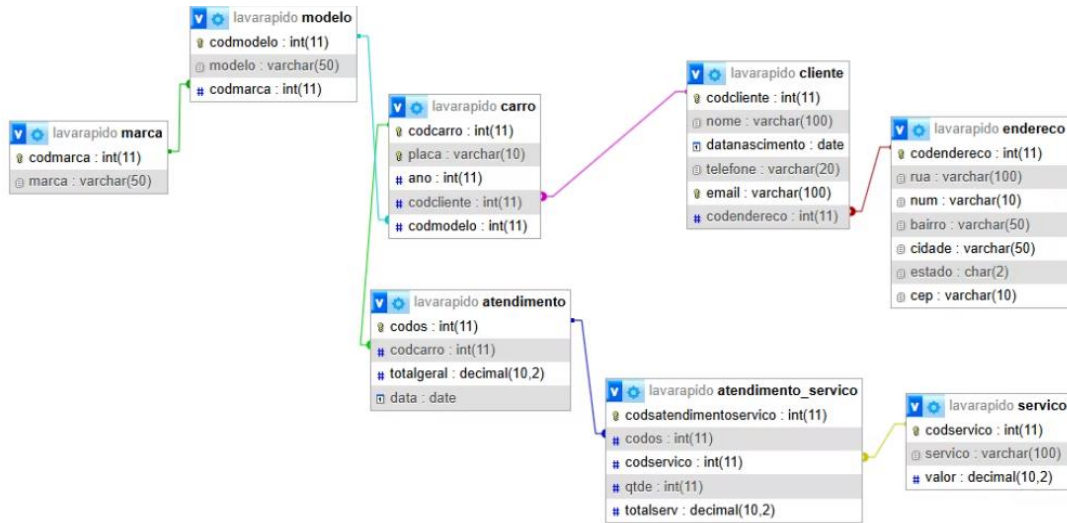 lavarapido modelo
codmodelo : int(11)
modelo : varchar(50)
codmarca : int(11)
lavarapido marca
codmarca : int(11)
marca : varchar(50)
lavarapido carro
codcarro : int(11)
placa : varchar(10)
ano : int(11)
codcliente : int(11)
codmodelo : int(11)
lavarapido cliente
codcliente : int(11)
nome : varchar(100)
datanascimento : date
telefone : varchar(20)
email : varchar(100)
codendereco : int(11)
lavarapido endereco
codendereco : int(11)
rua : varchar(100)
num : varchar(10)
bairro : varchar(50)
cidade : varchar(50)
estado : char(2)
cep : varchar(10)
lavarapido atendimento
codos : int(11)
codcarro : int(11)
totalgeral : decimal(10,2)
data : date
lavarapido atendimento_servico
codsatendimentoservico : int(11)
codos : int(11)
codservico : int(11)
qtde : int(11)
totalserv : decimal(10,2)
lavarapido servico
codservico : int(11)
servico : varchar(100)
valor : decimal(10,2)